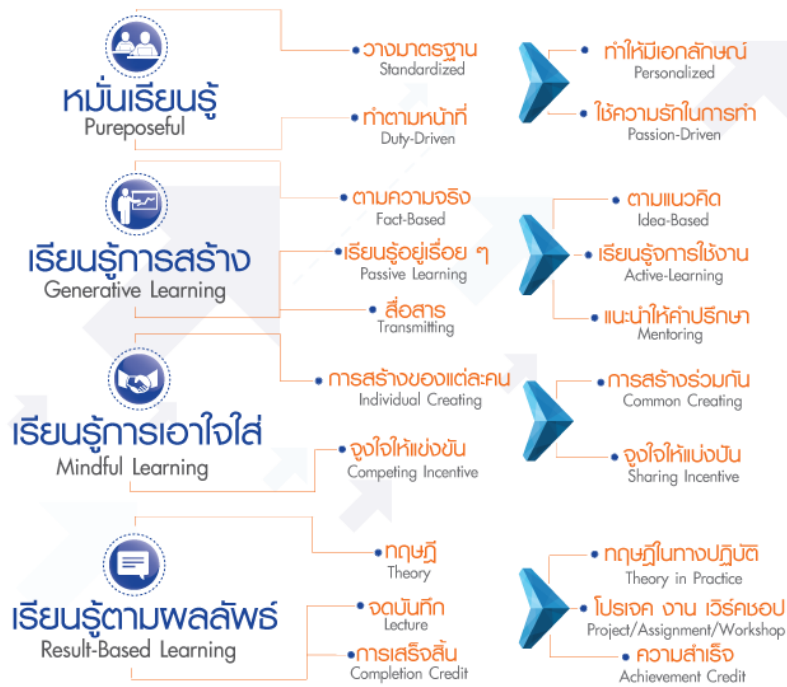 หมั่นเรียนรู้
Pureposeful
วางมาตรฐาน
Standardized
ทำให้มีเอกลักษณ์
Personalized
ทำตามหน้าที่
Duty-Driven
ใช้ความรักในการทำ
Passion-Driven
เรียนรู้การสร้าง
Generative Learning
ตามความจริง
Fact-Based
ตามแนวคิด
Idea-Based
เรียนรู้อยู่เรื่อย ๆ
Passive Learning
เรียนรู้จการใช้งาน
Active-Learning
สื่อสาร
Transmitting
แนะนำให้คำปรึกษา
Mentoring
เรียนรู้การเอาใจใส่
Mindful Learning
การสร้างของแต่ละคน
Individual Creating
การสร้างร่วมกัน
Common Creating
จูงใจให้แข่งขัน
Competing Incentive
จูงใจให้แบ่งปัน
Sharing Incentive
เรียนรู้ตามผลลัพธ์
Result-Based Learning
ทฤษฎี
Theory
ทฤษฎีในทางปฏิบัติ
Theory in Practice
จดบันทึก
Lecture
โปรเจค งาน เวิร์คชอป
Project/Assignment/Workshop
การเสร็จสิ้น
Completion Credit
ความสำเร็จ
Achievement Credit